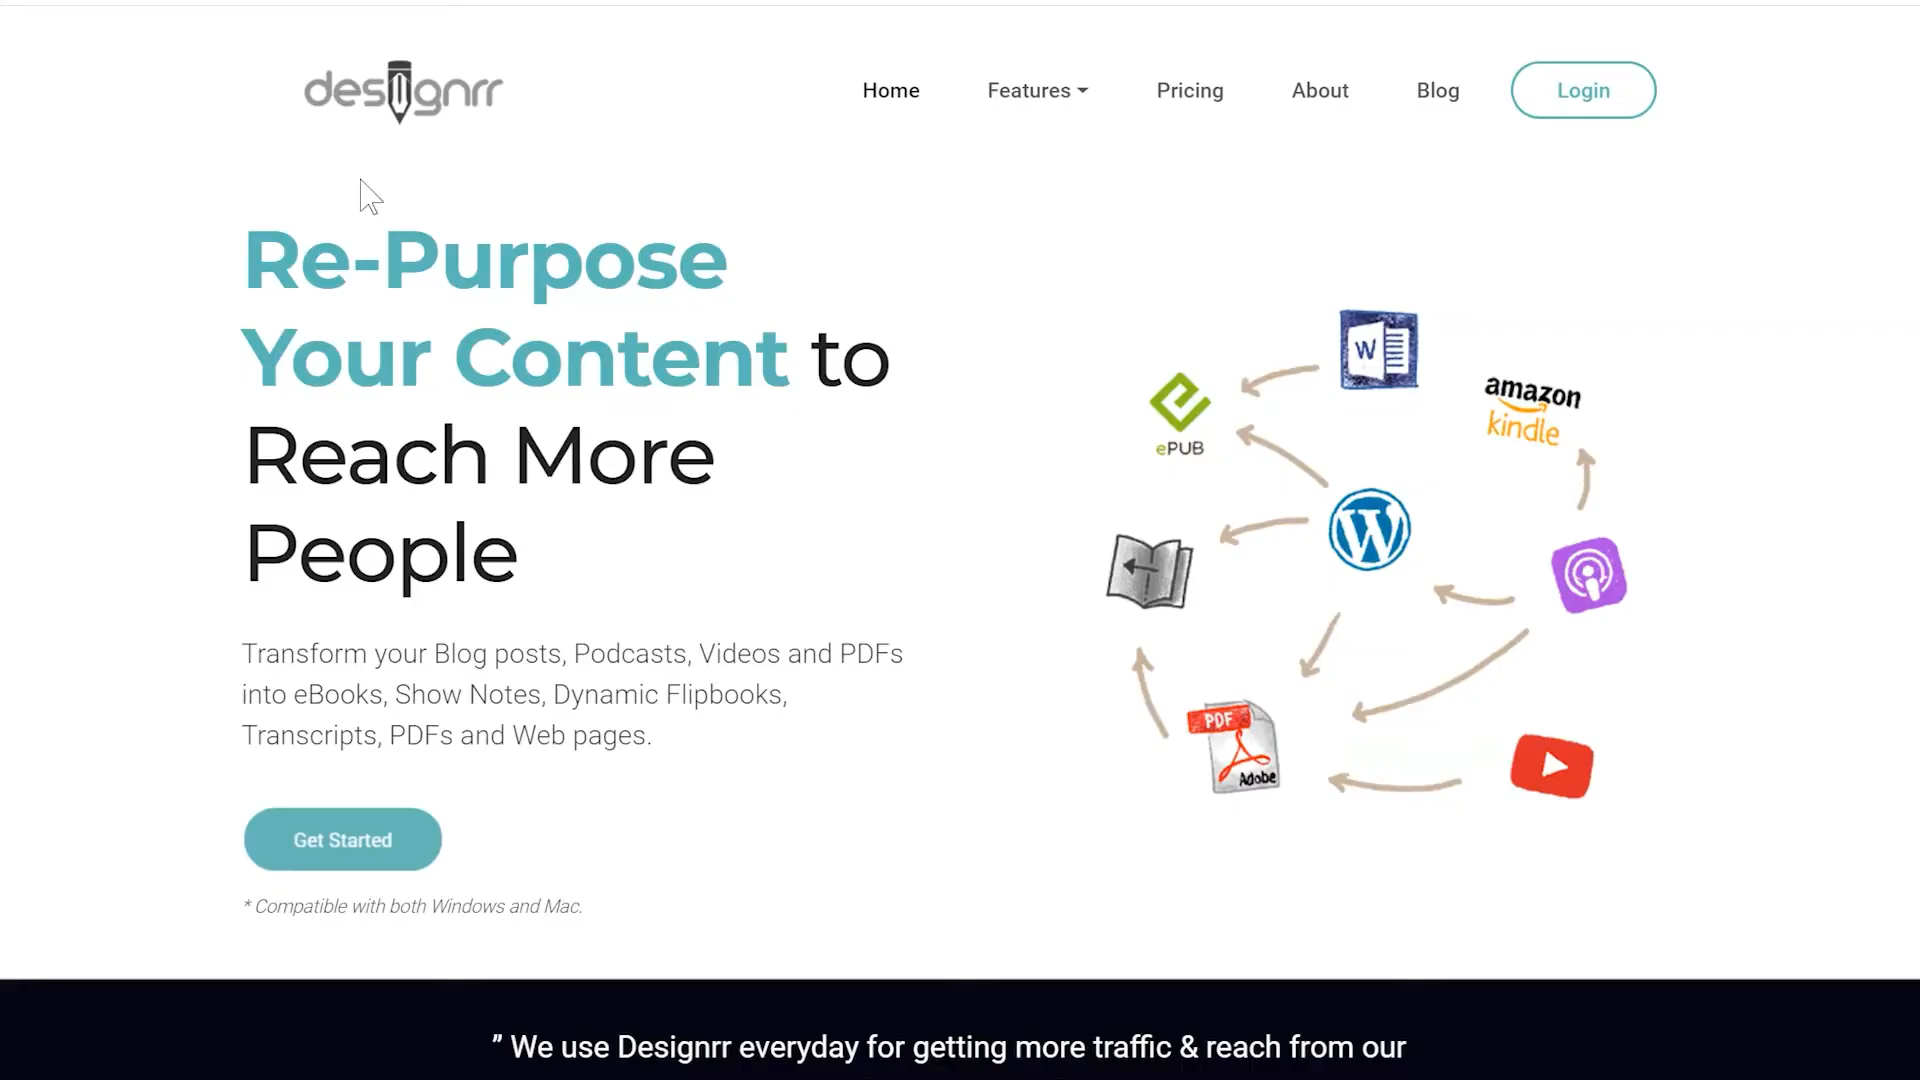 designrr
Home Features Pricing About Blog Login
Re-Purpose
Your Content to
Reach More
People
Transform your Blog posts, Podcasts, Videos and PDFs
into eBooks, Show Notes, Dynamic Flipbooks,
Transcripts, PDFs and Web pages.
Get Started
* Compatible with both Windows and Mac.
W
amazon
kindle
ePUB
W
PDF
Adobe
” We use Designrr everyday for getting more traffic & reach from our